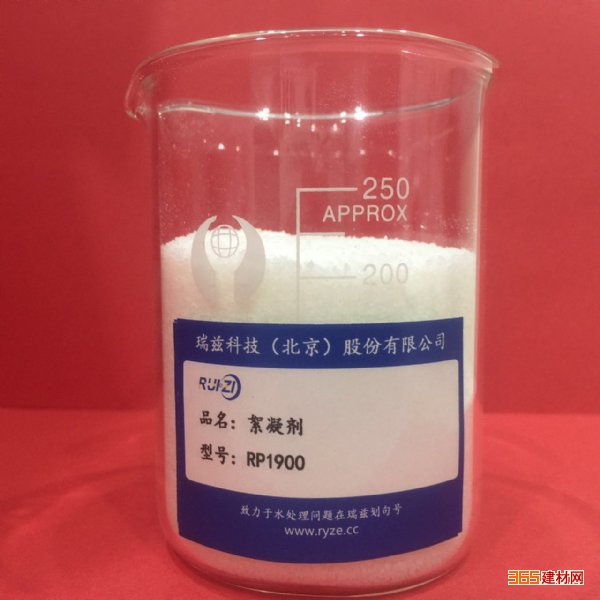 250
APPROX
200
瑞兹科技（北京）股份有限公司
RUIZI
品名：絮凝剂
型号：RP1900
致力于水处理问题在瑞兹划向号
www.ryze.cc
365建材网